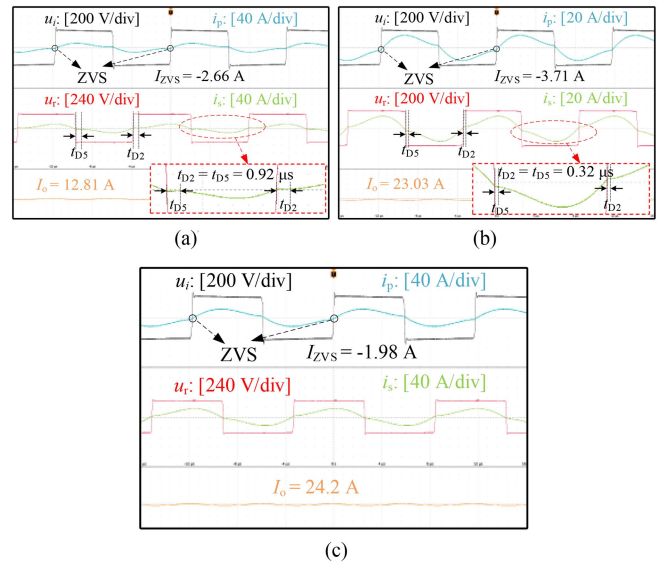 ui: [200 V/div] ip: [40 A/div]
ZVS IZVS = -2.66 A
ur: [240 V/div] is: [40 A/div]
tD5 tD2
tD2 = tD5 = 0.92 μs
Io = 12.81 A
tD5 tD2
(a)
ui: [200 V/div] ip: [20 A/div]
ZVS IZVS = -3.71 A
ur: [200 V/div] is: [20 A/div]
tD5 tD2
tD2 = tD5 = 0.32 μs
Io = 23.03 A
tD5 tD2
(b)
ui: [200 V/div] ip: [40 A/div]
ZVS IZVS = -1.98 A
ur: [240 V/div] is: [40 A/div]
Io = 24.2 A
(c)